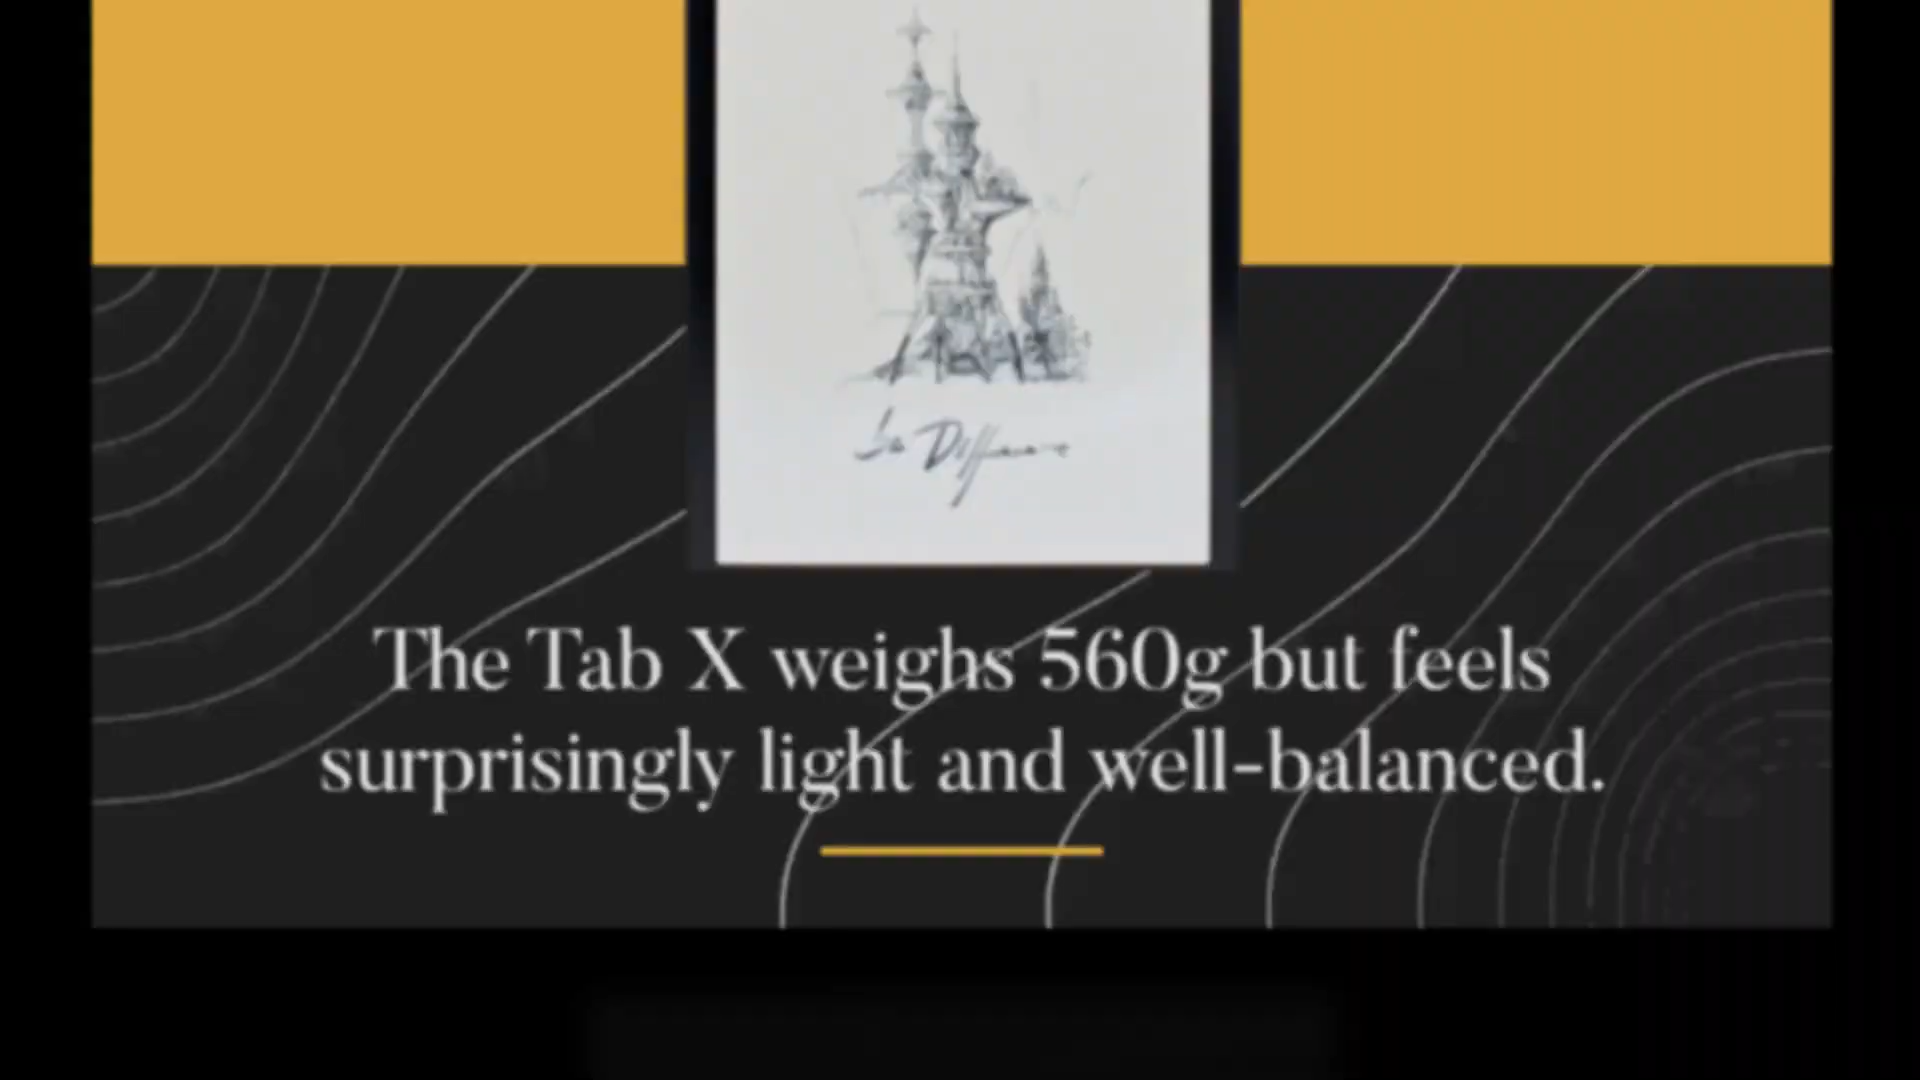 The Tab X weighs 560g but feels
surprisingly light and well-balanced.